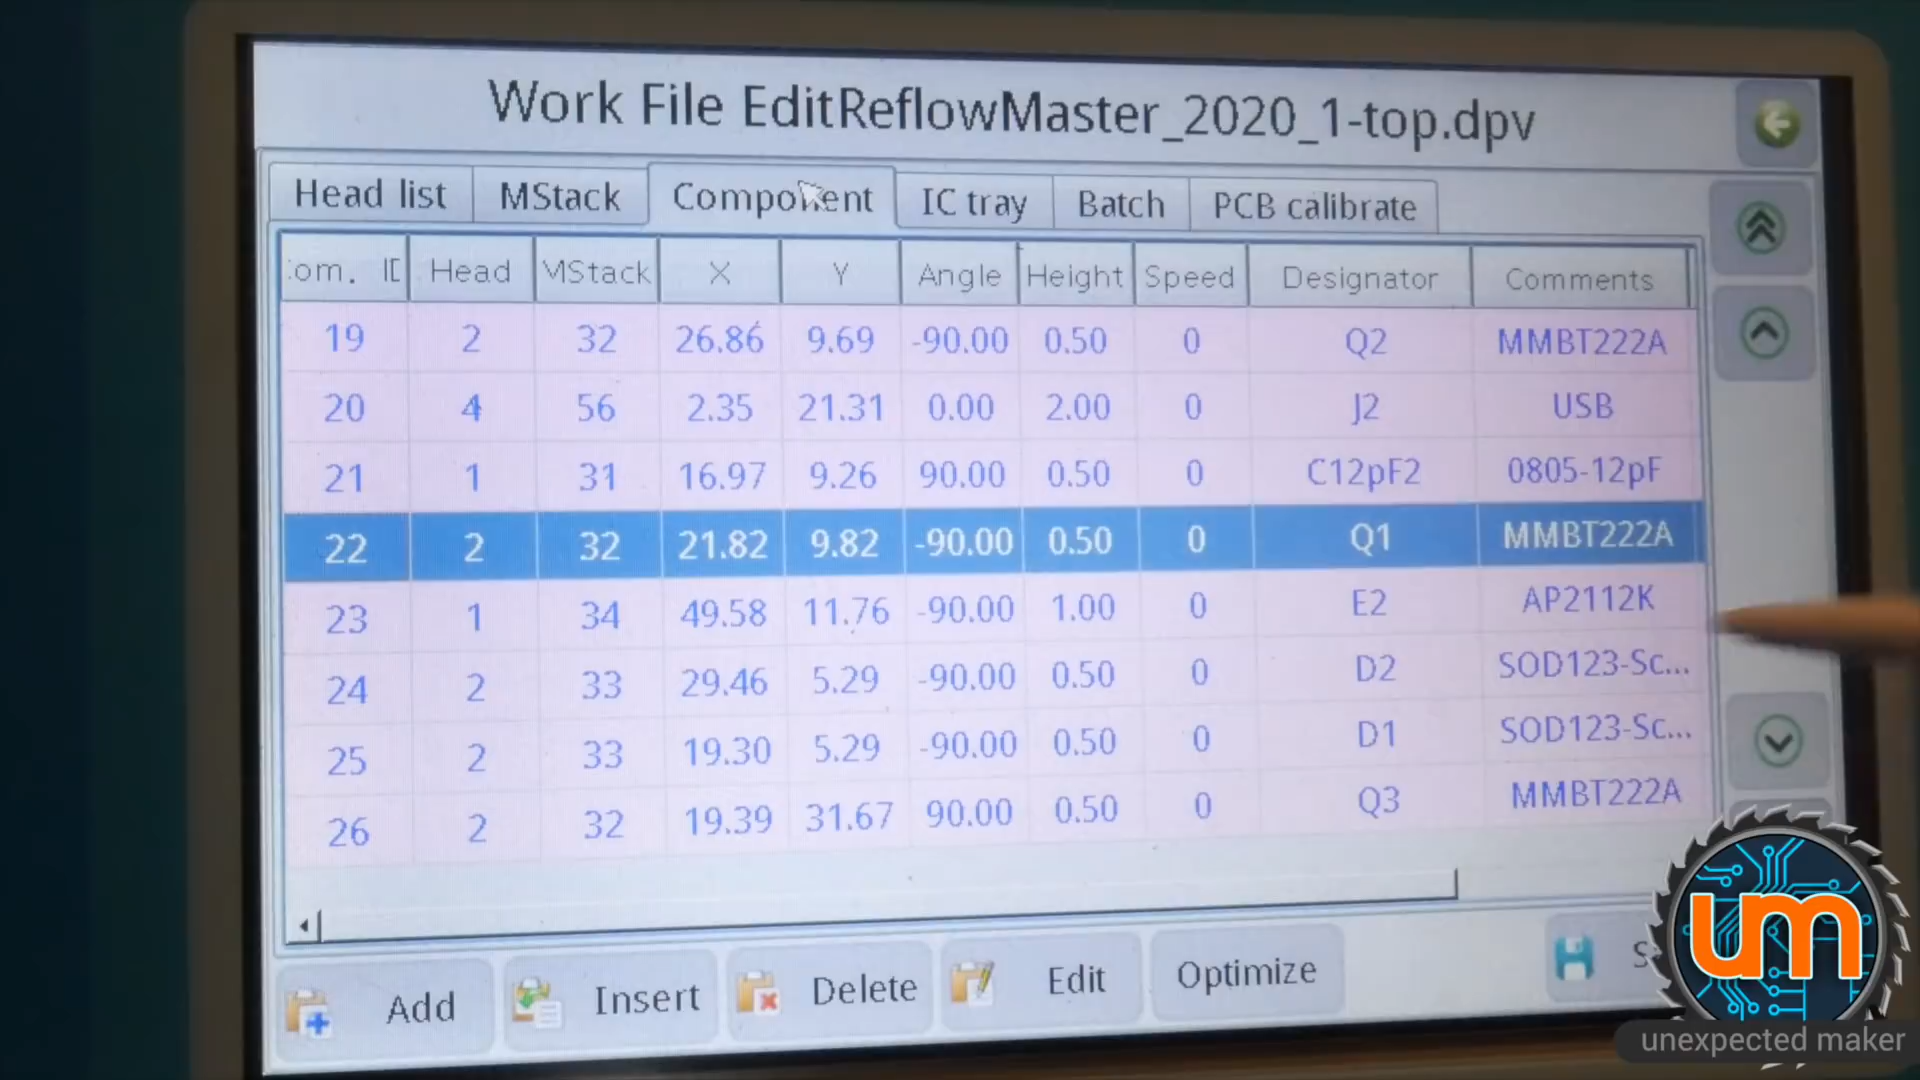 Work File EditReflowMaster_2020_1-top.dpv
Head list MStack Component IC tray Batch PCB calibrate
om. ID Head MStack X Y Angle Height Speed Designator Comments
19 2 32 26.86 9.69 -90.00 0.50 0 Q2 MMBT222A
20 4 56 2.35 21.31 0.00 2.00 0 J2 USB
21 1 31 16.97 9.26 90.00 0.50 0 C12pF2 0805-12pF
22 2 32 21.82 9.82 -90.00 0.50 0 Q1 MMBT222A
23 1 34 49.58 11.76 -90.00 1.00 0 E2 AP2112K
24 2 33 29.46 5.29 -90.00 0.50 0 D2 SOD123-Sc...
25 2 33 19.30 5.29 -90.00 0.50 0 D1 SOD123-Sc...
26 2 32 19.39 31.67 90.00 0.50 0 Q3 MMBT222A
Add Insert Delete Edit Optimize
um
unexpected maker